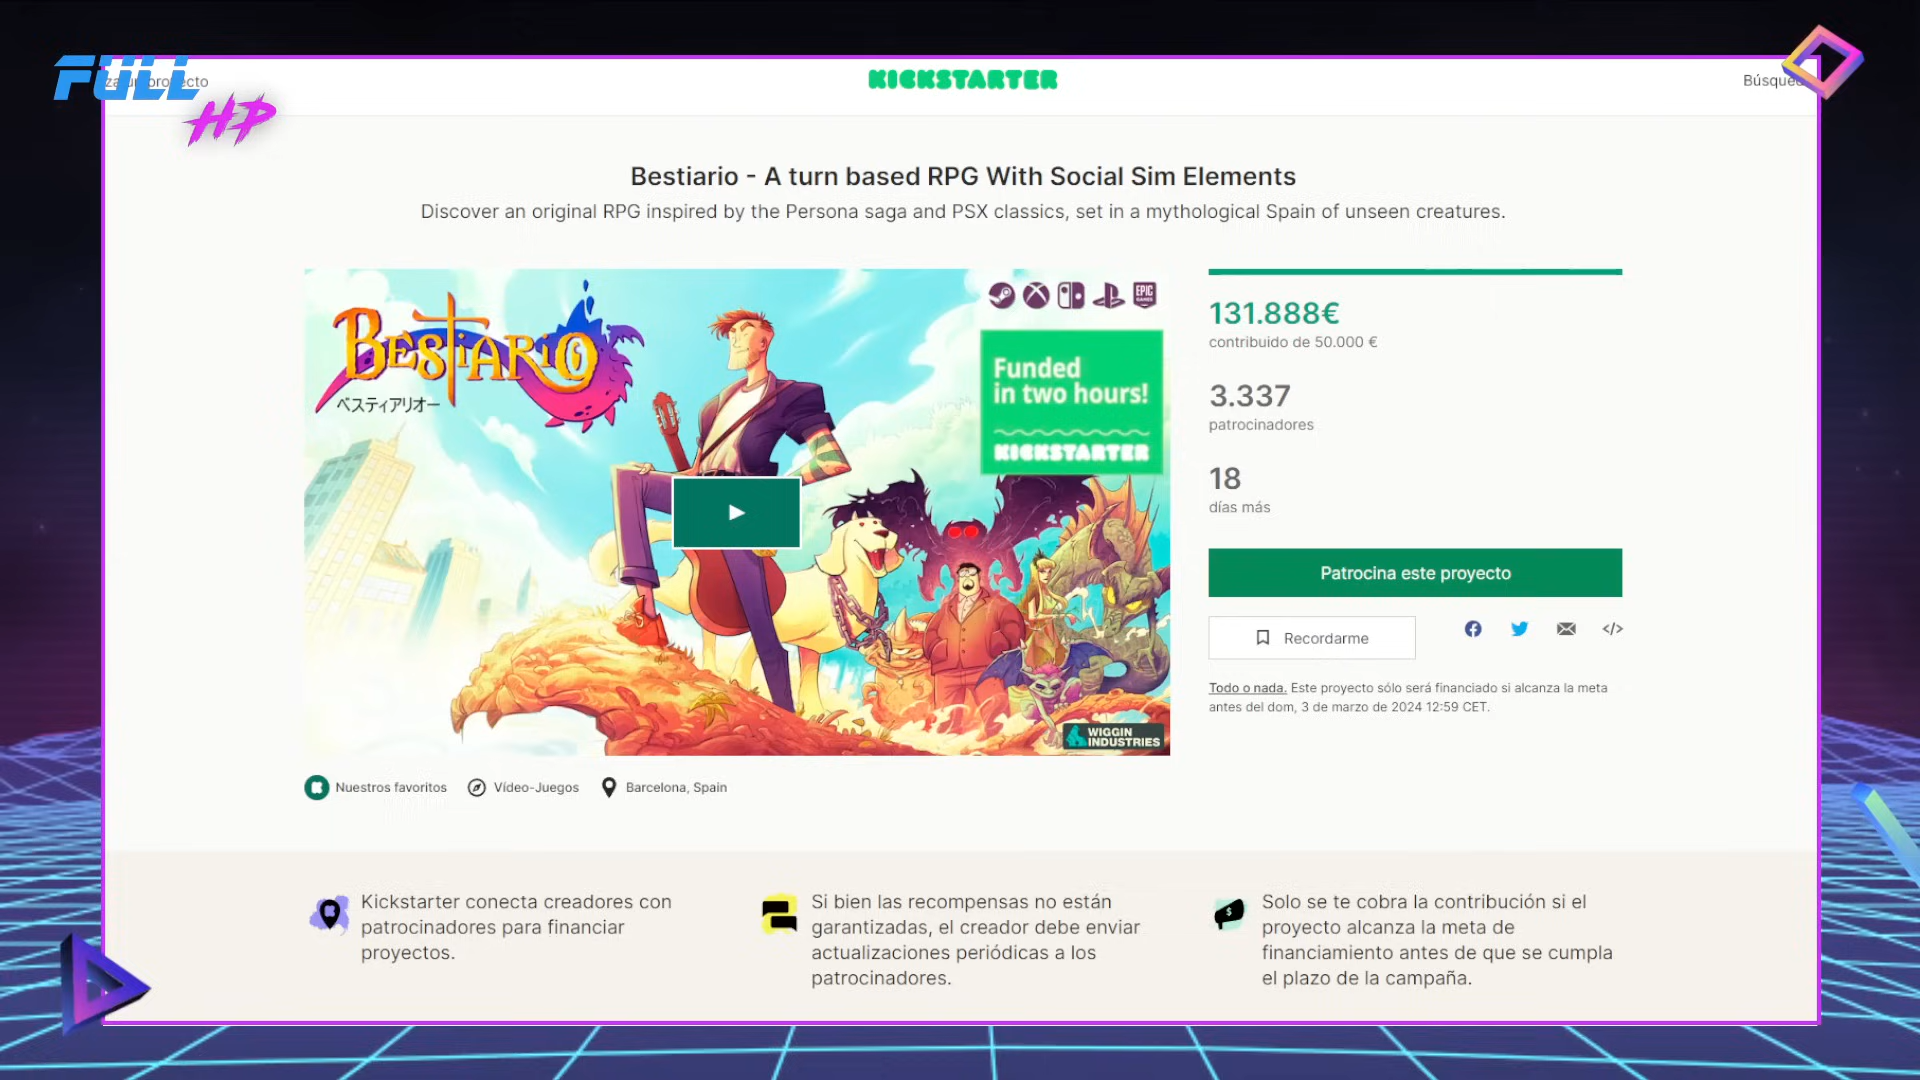 FULL
HP
KICKSTARTER
Bestiario - A turn based RPG With Social Sim Elements
Discover an original RPG inspired by the Persona saga and PSX classics, set in a mythological Spain of unseen creatures.
BESTIARIO
ベスティアリオー
EPIC
GAMES
Funded
in two hours!
KICKSTARTER
WIGGIN
INDUSTRIES
131.888€
contribuido de 50.000 €
3.337
patrocinadores
18
días más
Patrocina este proyecto
Recordarme
</>
Todo o nada. Este proyecto sólo será financiado si alcanza la meta
antes del dom, 3 de marzo de 2024 12:59 CET.
Nuestros favoritos
Vídeo-Juegos
Barcelona, Spain
Kickstarter conecta creadores con
patrocinadores para financiar
proyectos.
Si bien las recompensas no están
garantizadas, el creador debe enviar
actualizaciones periódicas a los
patrocinadores.
Solo se te cobra la contribución si el
proyecto alcanza la meta de
financiamiento antes de que se cumpla
el plazo de la campaña.